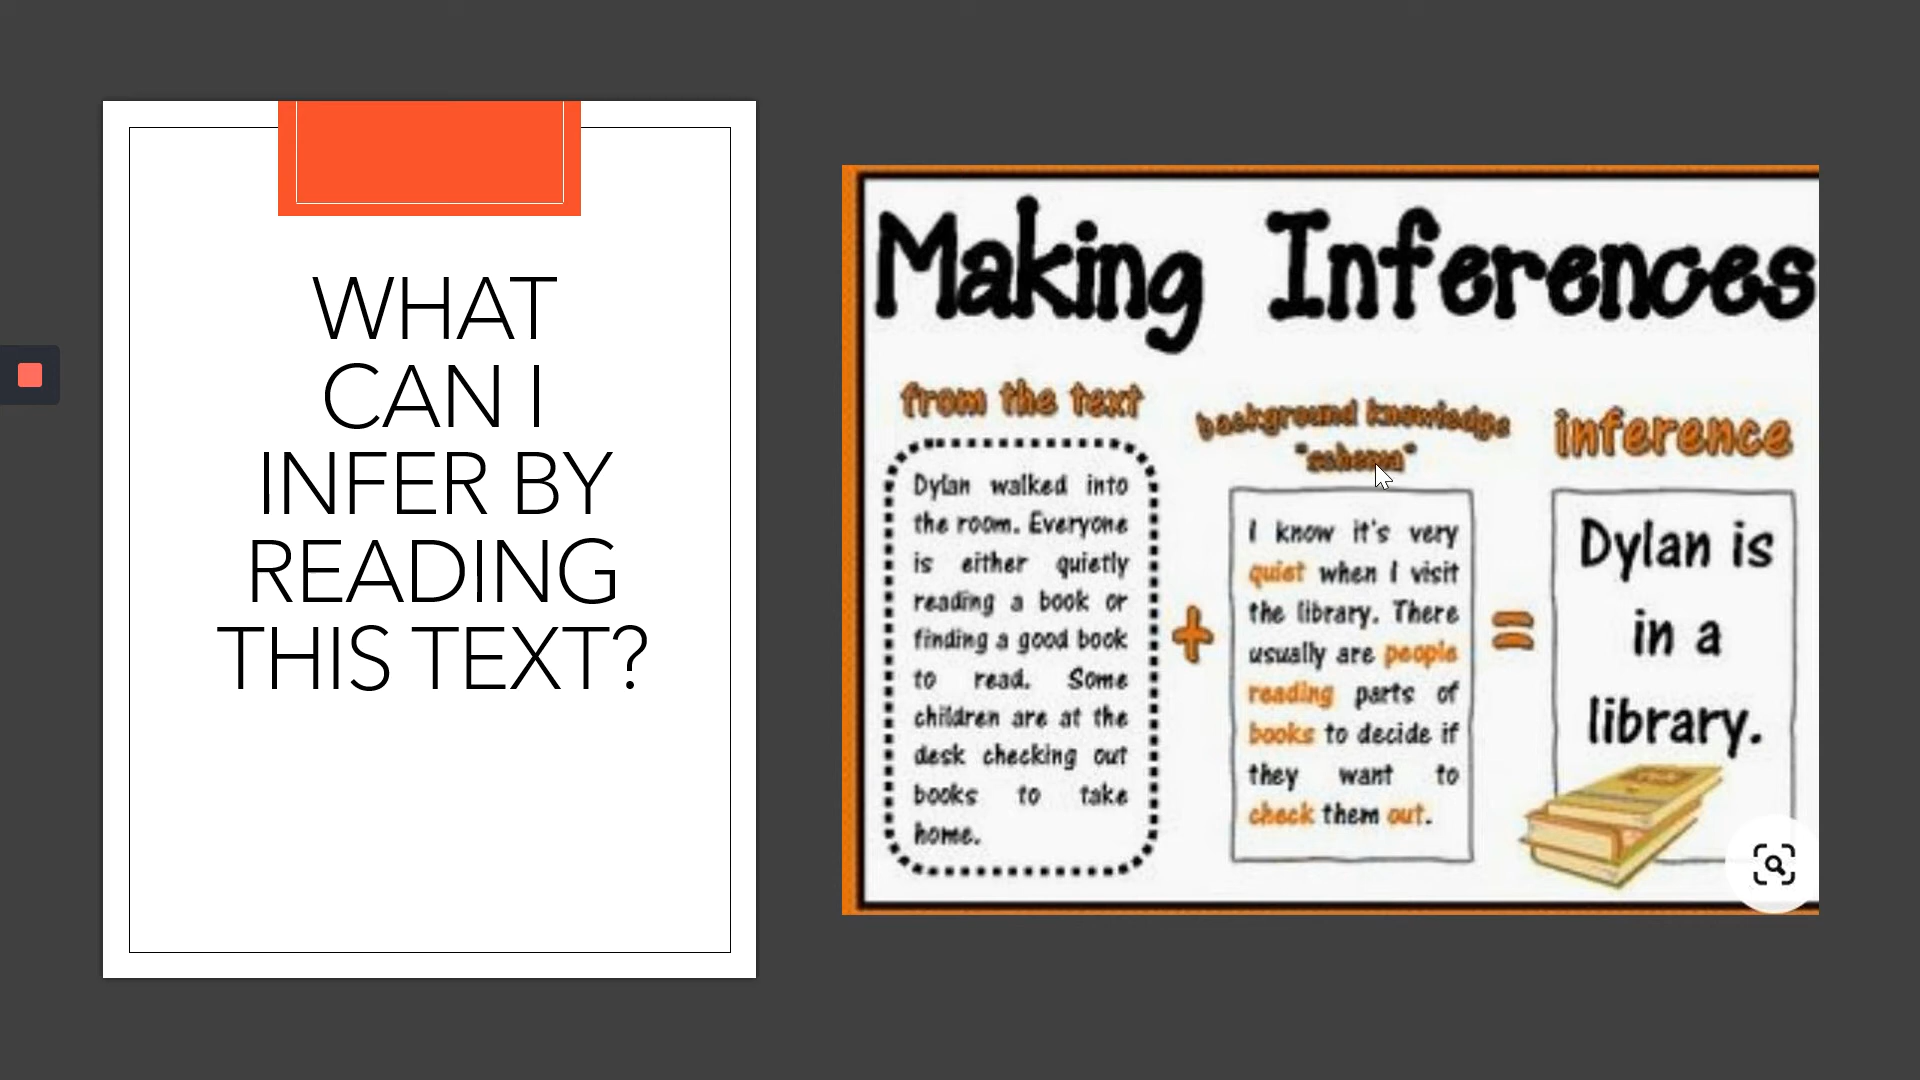 WHAT
CAN I
INFER BY
READING
THIS TEXT?
Making Inferences
from the text
Dylan walked into
the room. Everyone
is either quietly
reading a book or
finding a good book
to read. Some
children are at the
desk checking out
books to take
home.
+
background knowledge
"schema"
I know it's very
quiet when I visit
the library. There
usually are people
reading parts of
books to decide if
they want to
check them out.
=
inference
Dylan is
in a
library.